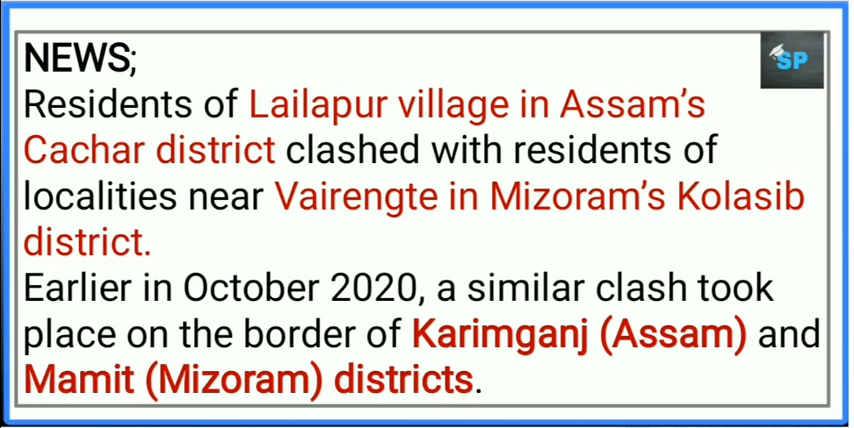 NEWS;
SP
Residents of Lailapur village in Assam's
Cachar district clashed with residents of
localities near Vairengte in Mizoram's Kolasib
district.
Earlier in October 2020, a similar clash took
place on the border of Karimganj (Assam) and
Mamit (Mizoram) districts.